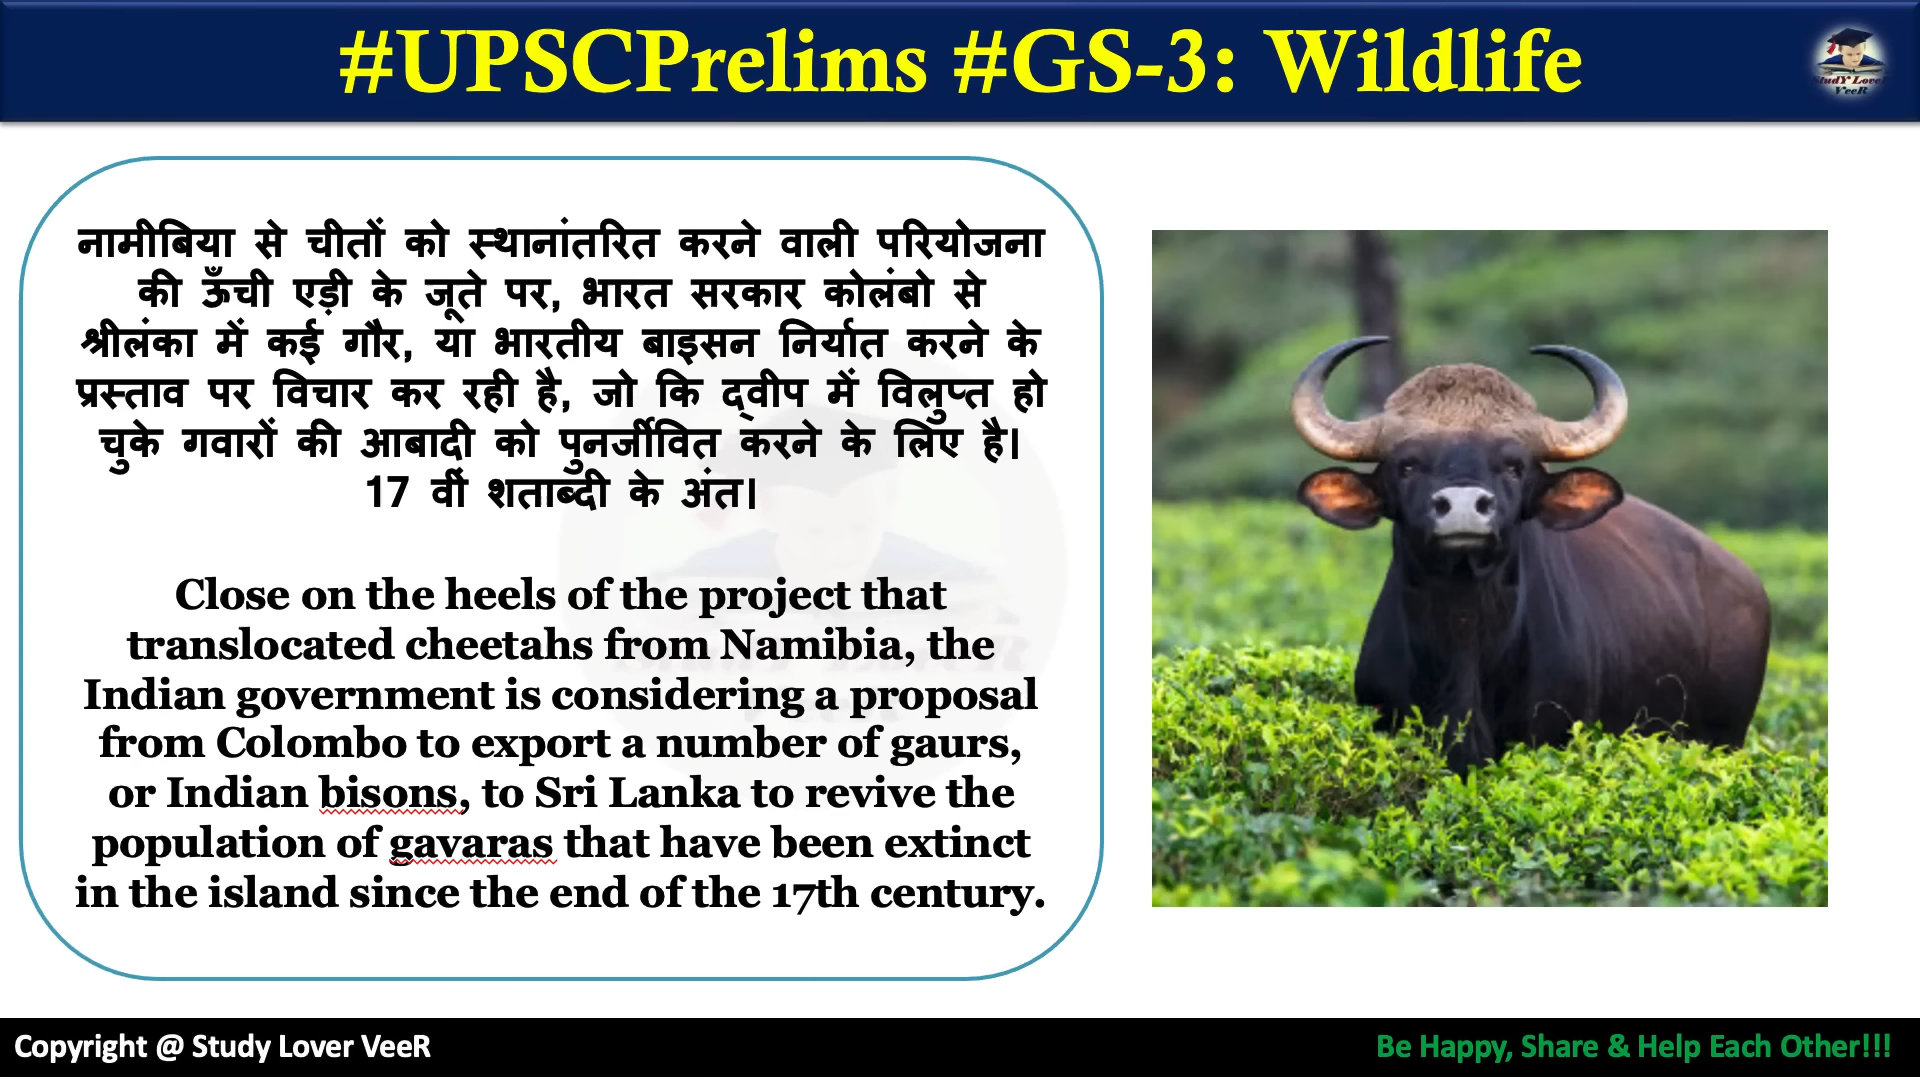 #UPSCPrelims #GS-3: Wildlife
StudY LoveR
VeeR
नामीबिया से चीतों को स्थानांतरित करने वाली परियोजना
की ऊँची एड़ी के जूते पर, भारत सरकार कोलंबो से
श्रीलंका में कई गौर, या भारतीय बाइसन निर्यात करने के
प्रस्ताव पर विचार कर रही है, जो कि द्वीप में विलुप्त हो
चुके गवारों की आबादी को पुनर्जीवित करने के लिए है।
17 वीं शताब्दी के अंत।
Close on the heels of the project that
translocated cheetahs from Namibia, the
Indian government is considering a proposal
from Colombo to export a number of gaurs,
or Indian bisons, to Sri Lanka to revive the
population of gavaras that have been extinct
in the island since the end of the 17th century.
Copyright @ Study Lover VeeR
Be Happy, Share & Help Each Other!!!